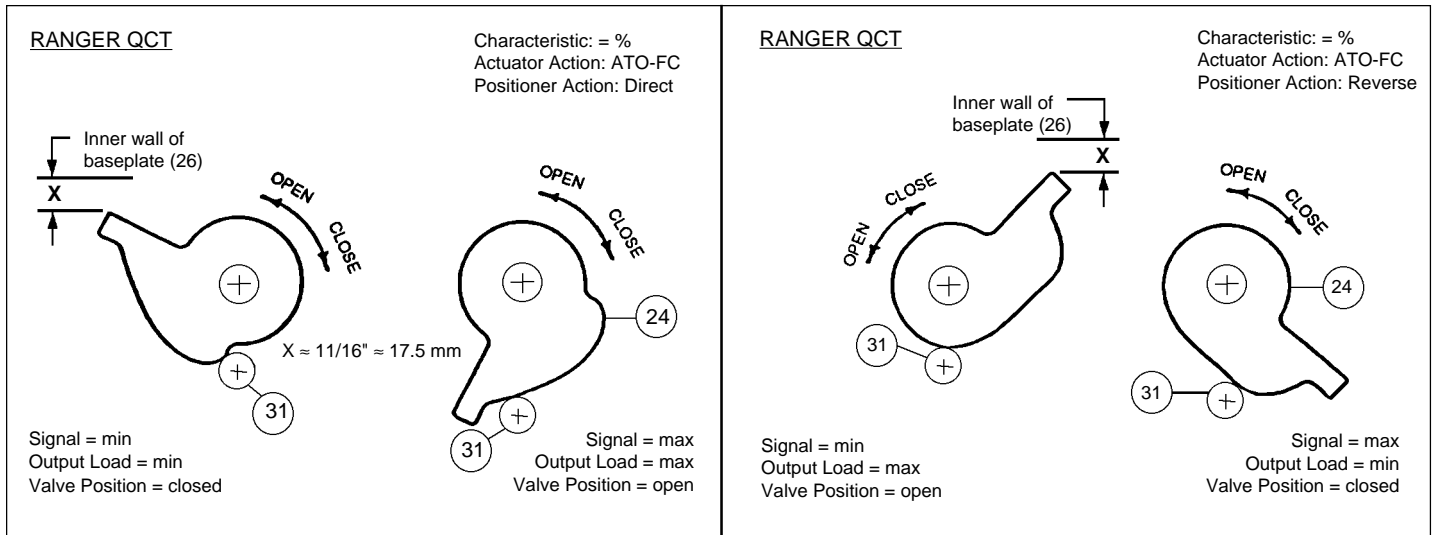 RANGER QCT
Characteristic: = %
Actuator Action: ATO-FC
Positioner Action: Direct
Inner wall of
baseplate (26)
X
OPEN
CLOSE
OPEN
CLOSE
24
X ≈ 11/16" ≈ 17.5 mm
31
31
Signal = min
Output Load = min
Valve Position = closed
Signal = max
Output Load = max
Valve Position = open
RANGER QCT
Characteristic: = %
Actuator Action: ATO-FC
Positioner Action: Reverse
Inner wall of
baseplate (26)
X
OPEN
CLOSE
OPEN
CLOSE
24
31
31
Signal = min
Output Load = max
Valve Position = open
Signal = max
Output Load = min
Valve Position = closed